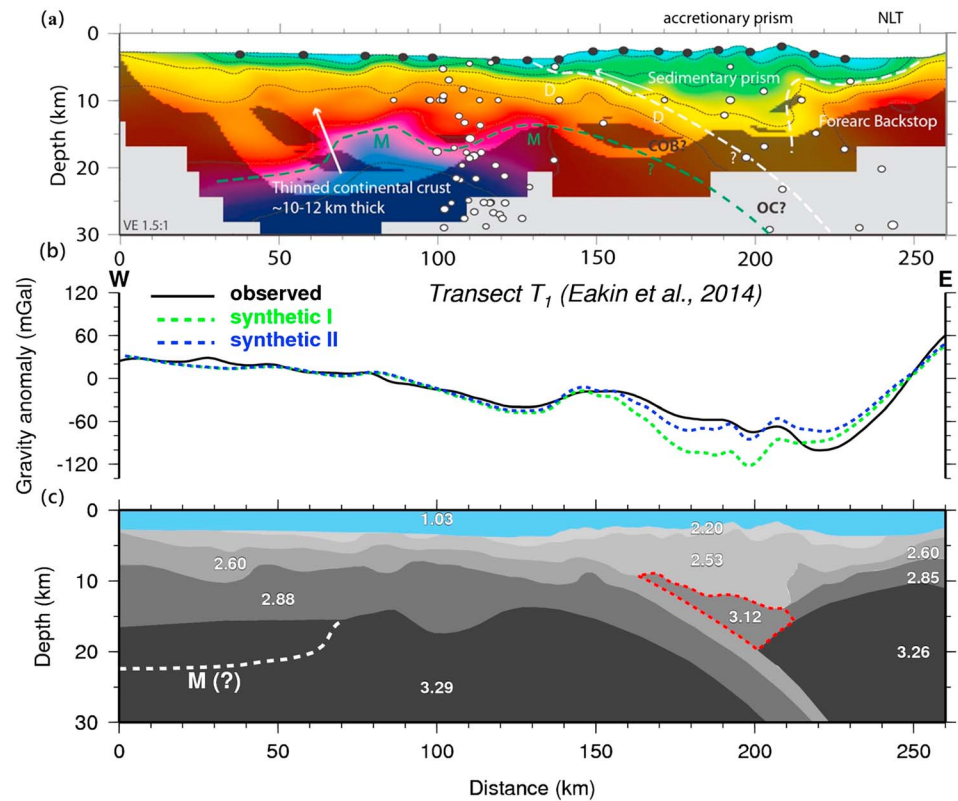 (a)
accretionary prism
NLT
0
10
20
30
Depth (km)
Sedimentary prism
D
D
Forearc Backstop
M
M
COB?
?
?
OC?
Thinned continental crust
~10-12 km thick
VE 1.5:1
0
50
100
150
200
250
(b)
W
E
120
60
0
-60
-120
Gravity anomaly (mGal)
observed
synthetic I
synthetic II
Transect T1 (Eakin et al., 2014)
(c)
0
10
20
30
Depth (km)
1.03
2.20
2.60
2.53
2.60
2.85
2.88
3.12
3.26
M (?)
3.29
0
50
100
150
200
250
Distance (km)